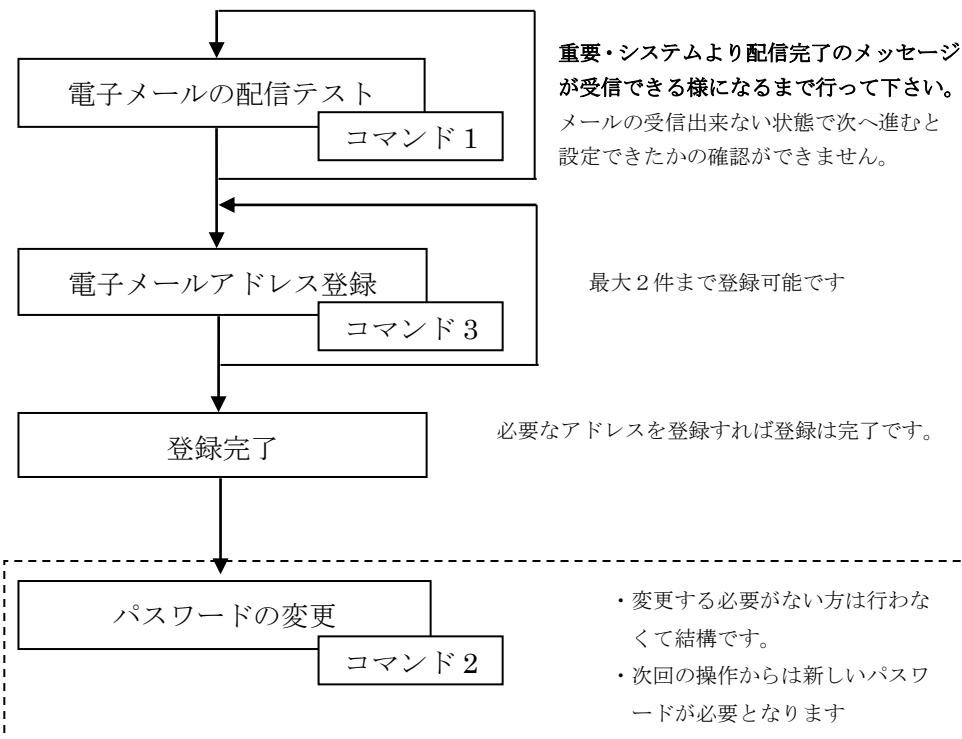 重要・システムより配信完了のメッセージ
が受信できる様になるまで行って下さい。
メールの受信出来ない状態で次へ進むと
設定できたかの確認ができません。
電子メールの配信テスト
コマンド１
電子メールアドレス登録
コマンド３
最大２件まで登録可能です
登録完了
必要なアドレスを登録すれば登録は完了です。
パスワードの変更
コマンド２
・変更する必要がない方は行わな
くて結構です。
・次回の操作からは新しいパスワ
ードが必要となります